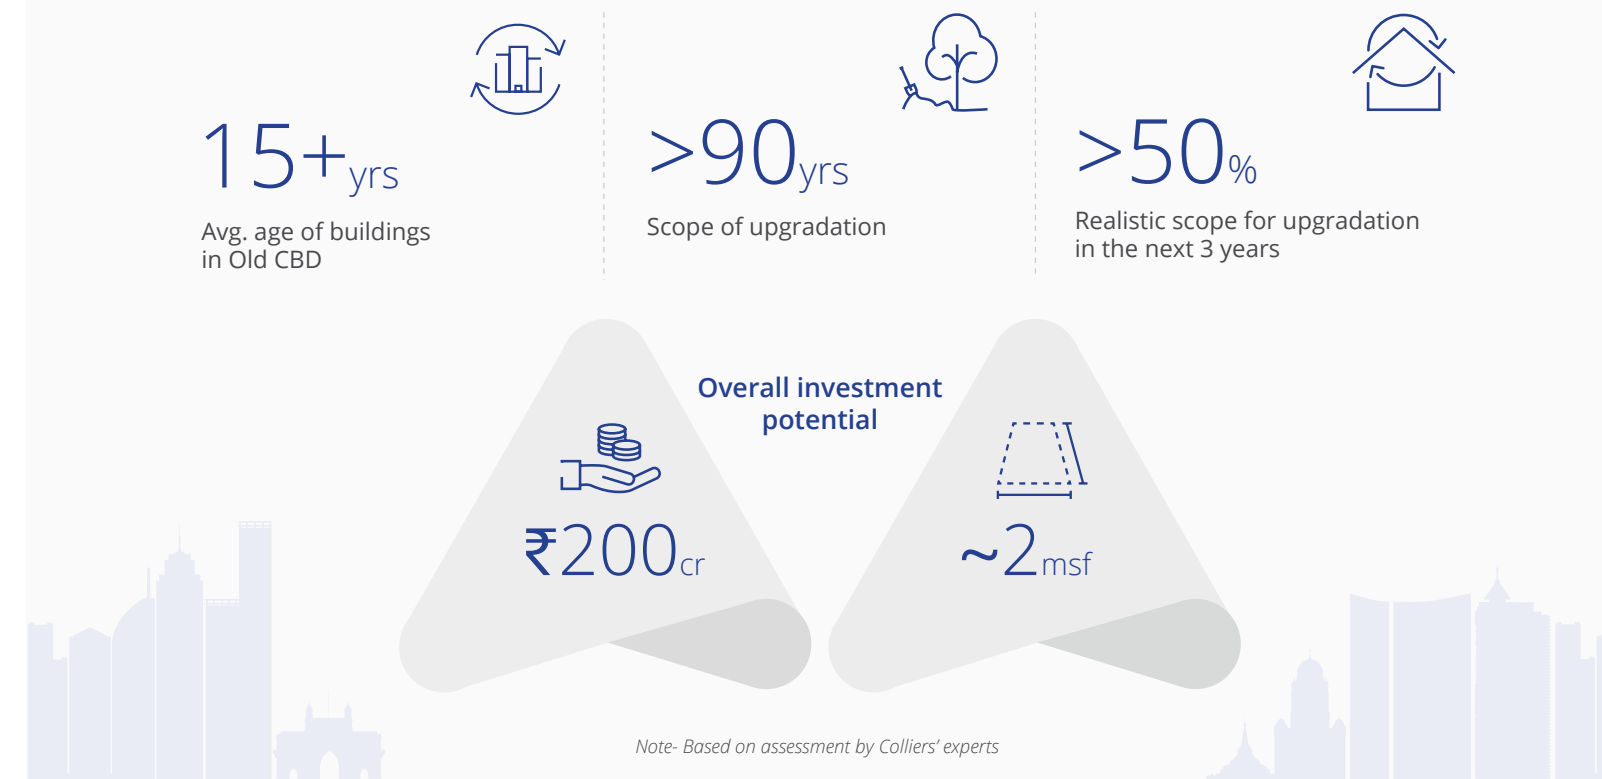 15+yrs
Avg. age of buildings
in Old CBD
>90yrs
Scope of upgradation
>50%
Realistic scope for upgradation
in the next 3 years
Overall investment
potential
₹200cr
~2msf
Note- Based on assessment by Colliers’ experts